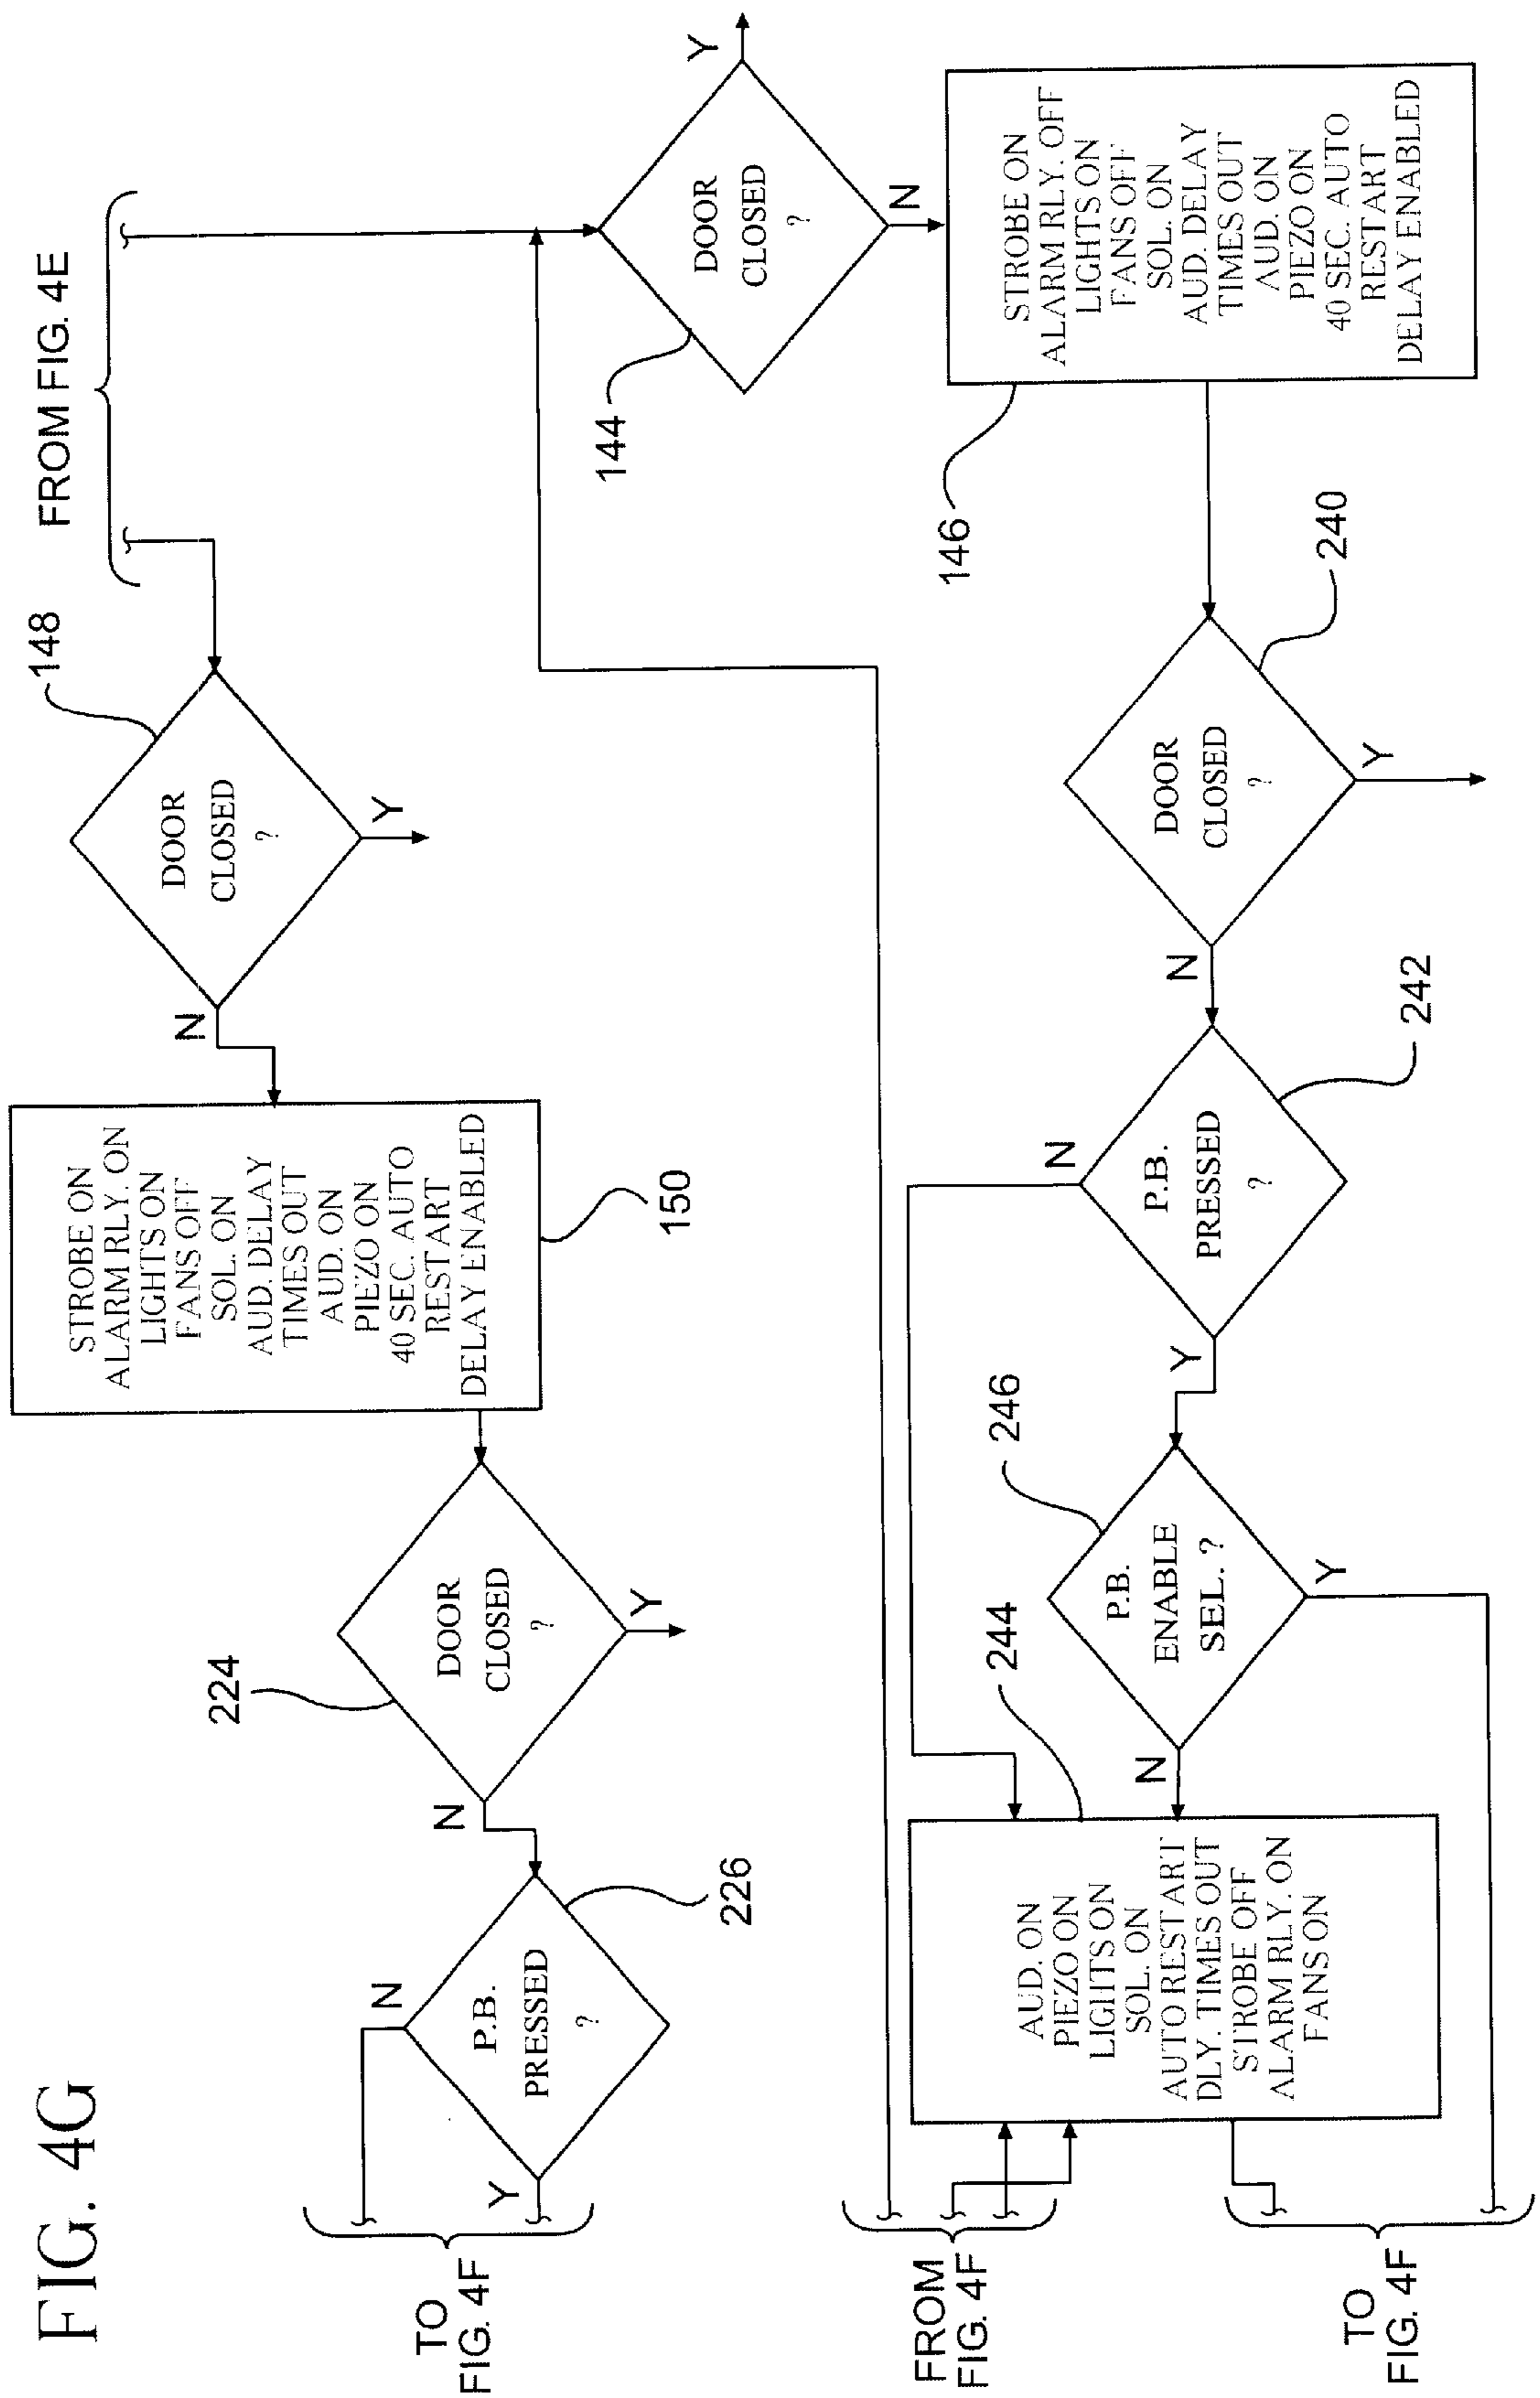 FIG. 4G
FROM FIG. 4E
148
DOOR
CLOSED
?
Y
N
STROBE ON
ALARM RLY. ON
LIGHTS ON
FANS OFF
SOL. ON
AUD. DELAY
TIMES OUT
AUD. ON
PIEZO ON
40 SEC. AUTO
RESTART
DELAY ENABLED
150
224
DOOR
CLOSED
?
Y
N
226
P.B.
PRESSED
?
N
Y
TO
FIG. 4F
144
DOOR
CLOSED
?
Y
N
STROBE ON
ALARM RLY. OFF
LIGHTS ON
FANS OFF
SOL. ON
AUD. DELAY
TIMES OUT
AUD. ON
PIEZO ON
40 SEC. AUTO
RESTART
DELAY ENABLED
146
240
DOOR
CLOSED
?
Y
N
242
P.B.
PRESSED
?
N
Y
246
P.B.
ENABLE
SEL. ?
Y
N
244
AUD. ON
PIEZO ON
LIGHTS ON
SOL. ON
AUTO RESTART
DLY. TIMES OUT
STROBE OFF
ALARM RLY. ON
FANS ON
FROM
FIG. 4F
TO
FIG. 4F